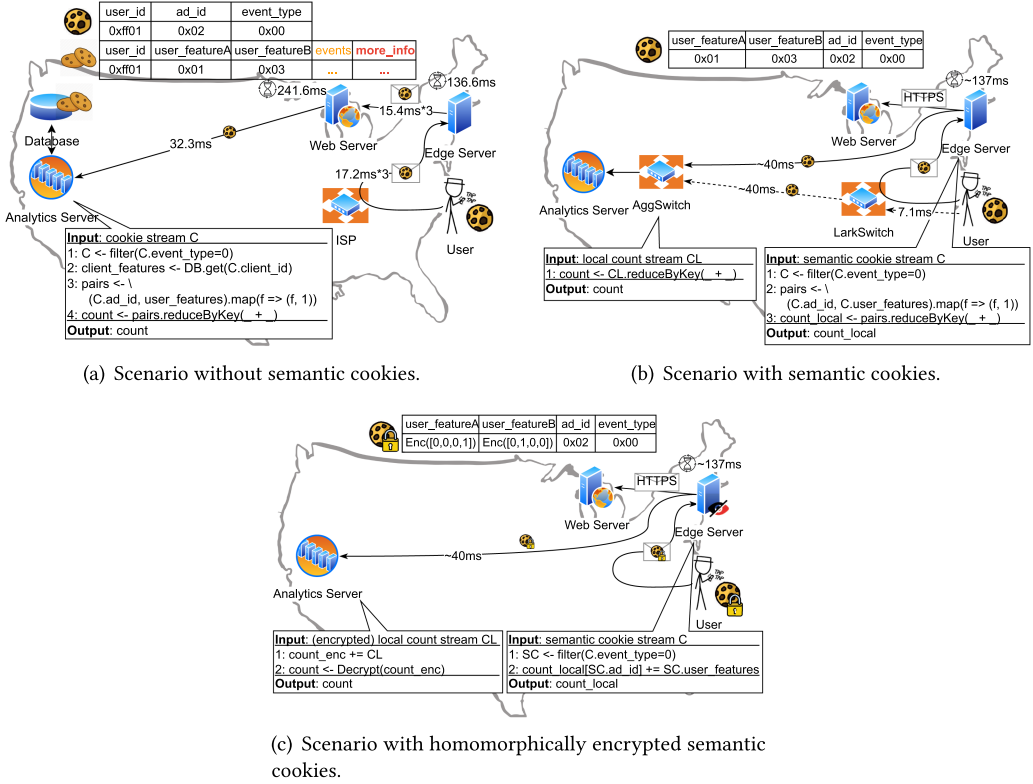 user_id ad_id event_type
0xff01 0x02 0x00
user_id user_featureA user_featureB events more_info
0xff01 0x01 0x03 ... ...
241.6ms
136.6ms
15.4ms*3
Database
32.3ms
Web Server
Edge Server
17.2ms*3
TAP
TAP
Analytics Server
ISP
User
Input: cookie stream C
1: C <- filter(C.event_type=0)
2: client_features <- DB.get(C.client_id)
3: pairs <- \
(C.ad_id, user_features).map(f => (f, 1))
4: count <- pairs.reduceByKey(_ + _)
Output: count
(a) Scenario without semantic cookies.
user_featureA user_featureB ad_id event_type
0x01 0x03 0x02 0x00
~137ms
HTTPS
Web Server
Edge Server
~40ms
~40ms
TAP
TAP
7.1ms
Analytics Server
AggSwitch
LarkSwitch
User
Input: local count stream CL
1: count <- CL.reduceByKey(_ + _)
Output: count
Input: semantic cookie stream C
1: C <- filter(C.event_type=0)
2: pairs <- \
(C.ad_id, C.user_features).map(f => (f, 1))
3: count_local <- pairs.reduceByKey(_ + _)
Output: count_local
(b) Scenario with semantic cookies.
user_featureA user_featureB ad_id event_type
Enc([0,0,0,1]) Enc([0,1,0,0]) 0x02 0x00
~137ms
HTTPS
Web Server
Edge Server
~40ms
TAP
TAP
Analytics Server
User
Input: (encrypted) local count stream CL
1: count_enc += CL
2: count <- Decrypt(count_enc)
Output: count
Input: semantic cookie stream C
1: SC <- filter(C.event_type=0)
2: count_local[SC.ad_id] += SC.user_features
Output: count_local
(c) Scenario with homomorphically encrypted semantic
cookies.